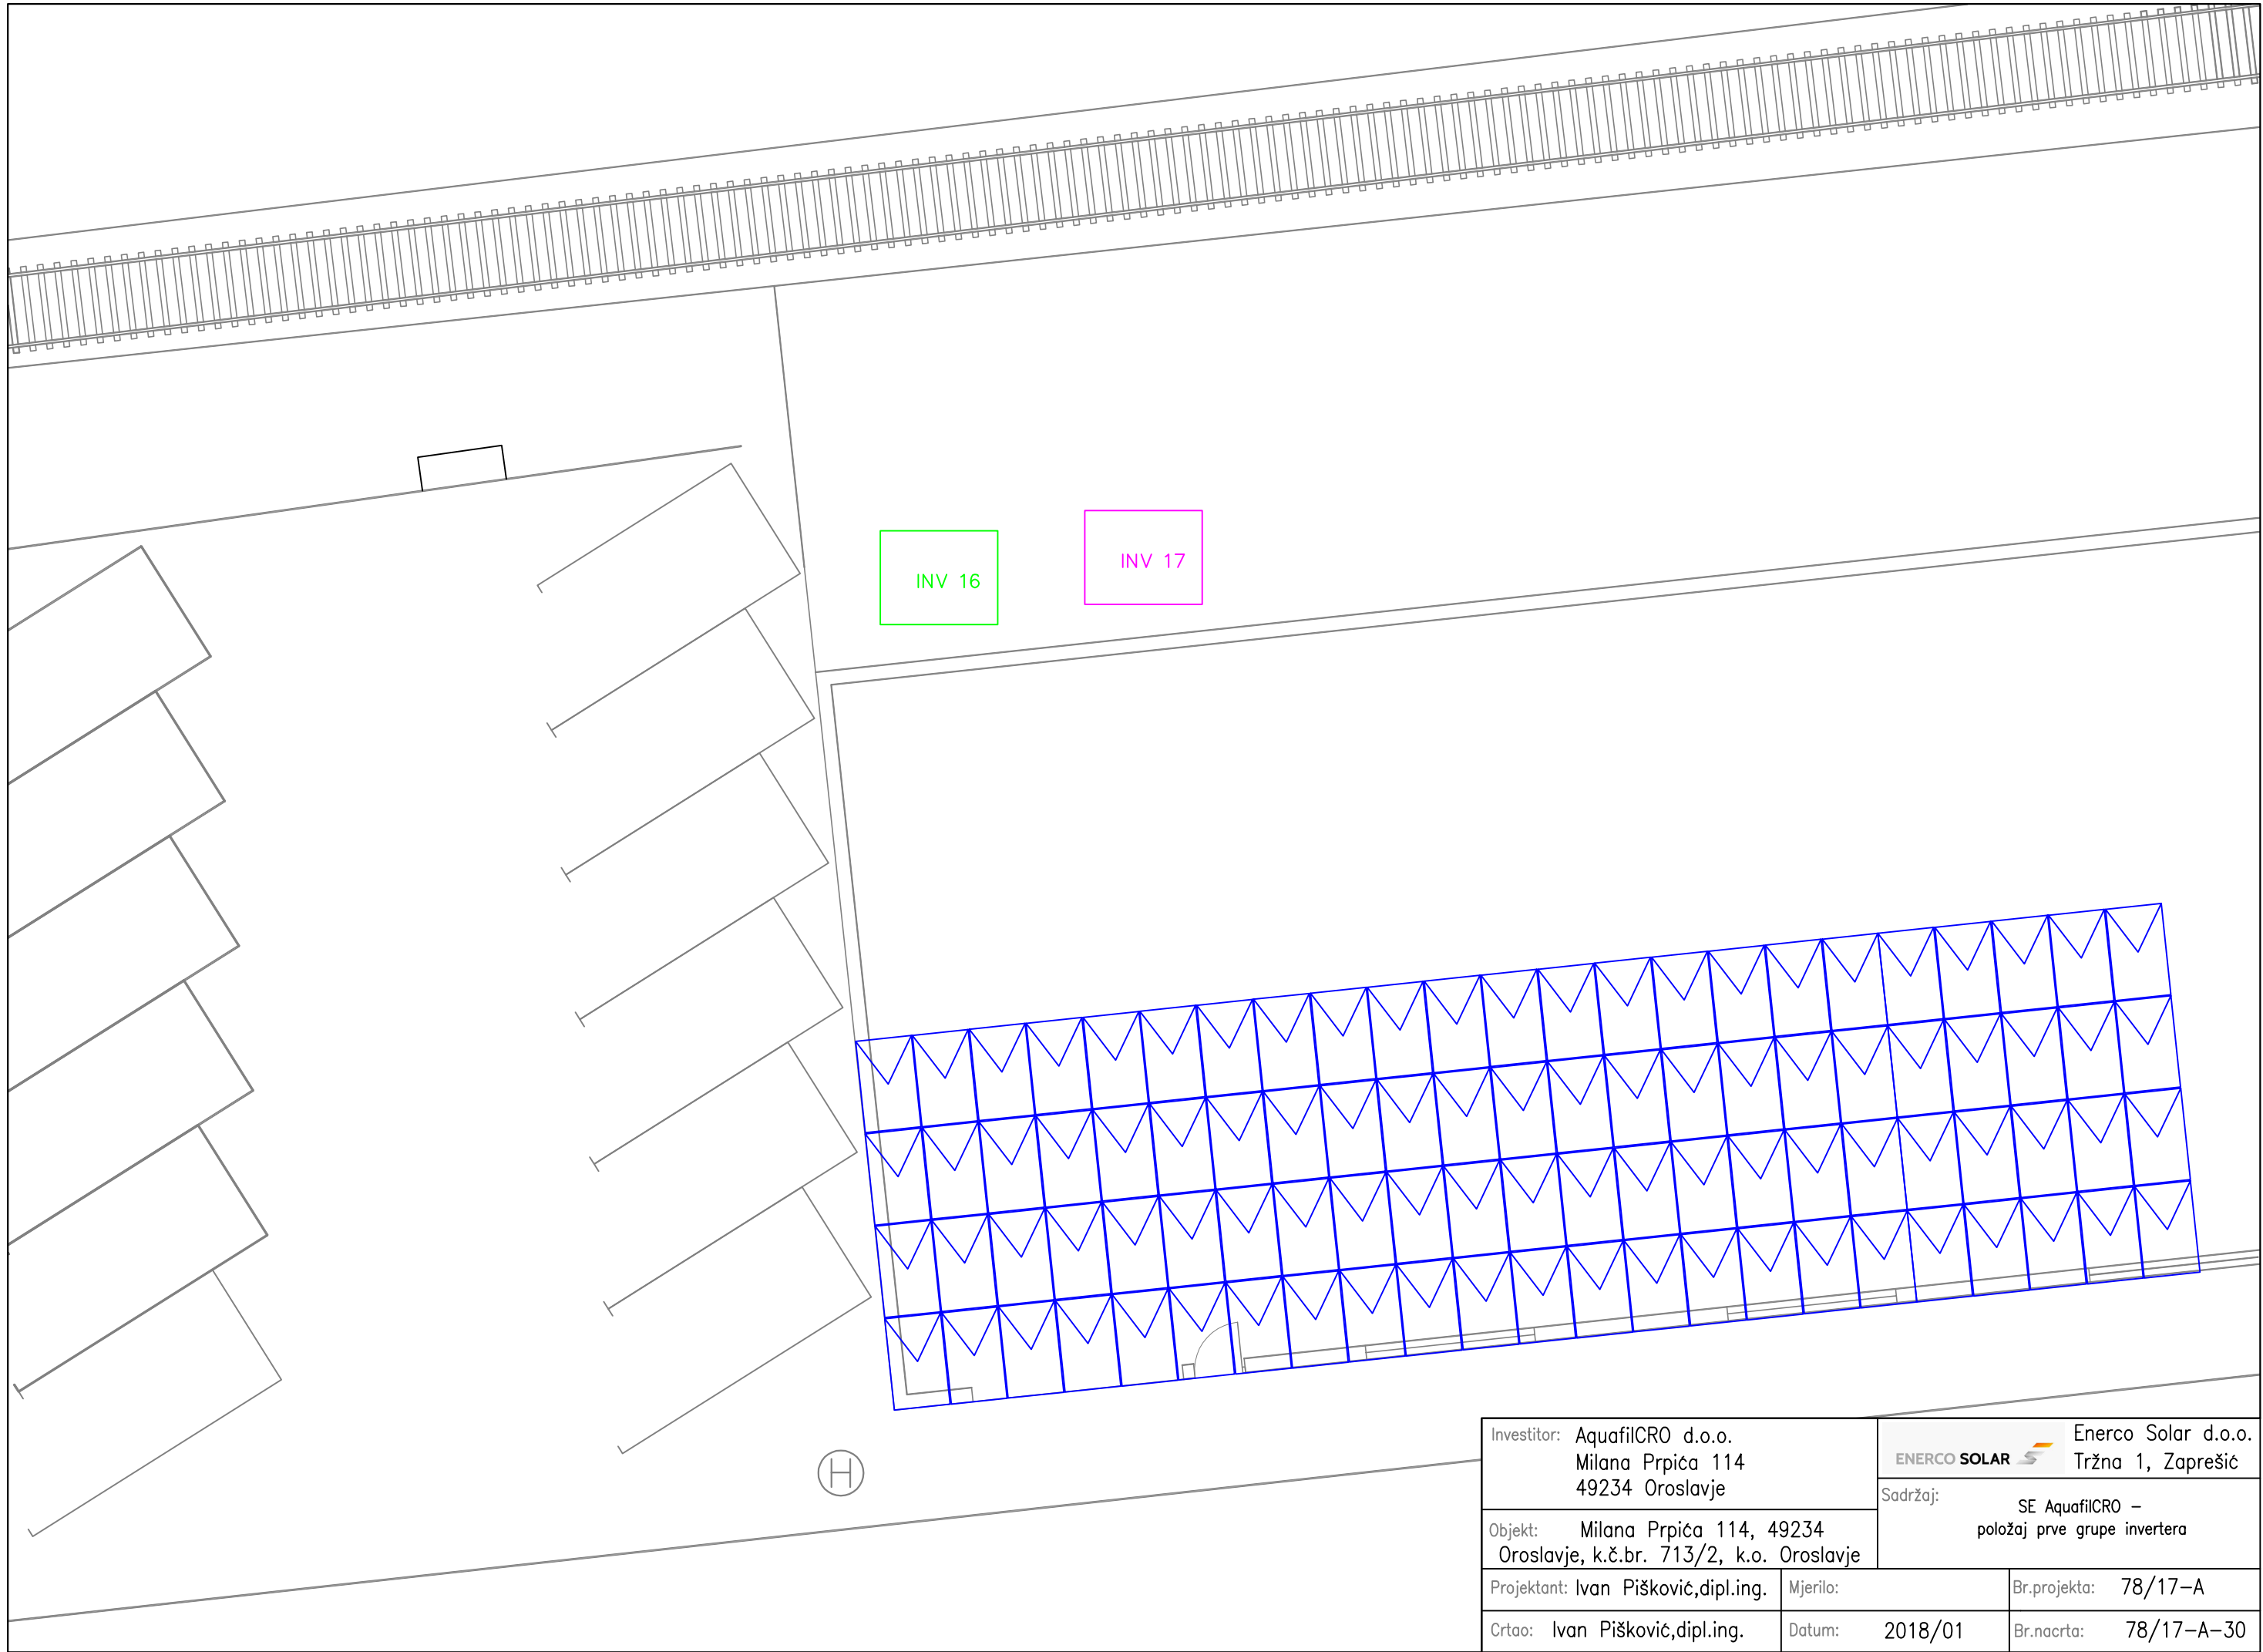 INV 16
INV 17
H
Investitor: AquafilCRO d.o.o.
Milana Prpića 114
49234 Oroslavje
ENERCO SOLAR
Enerco Solar d.o.o.
Tržna 1, Zaprešić
Objekt: Milana Prpića 114, 49234
Oroslavje, k.č.br. 713/2, k.o. Oroslavje
Sadržaj:
SE AquafilCRO –
položaj prve grupe invertera
Projektant: Ivan Pišković,dipl.ing.
Mjerilo:
Br.projekta: 78/17-A
Crtao: Ivan Pišković,dipl.ing.
Datum: 2018/01
Br.nacrta: 78/17-A-30